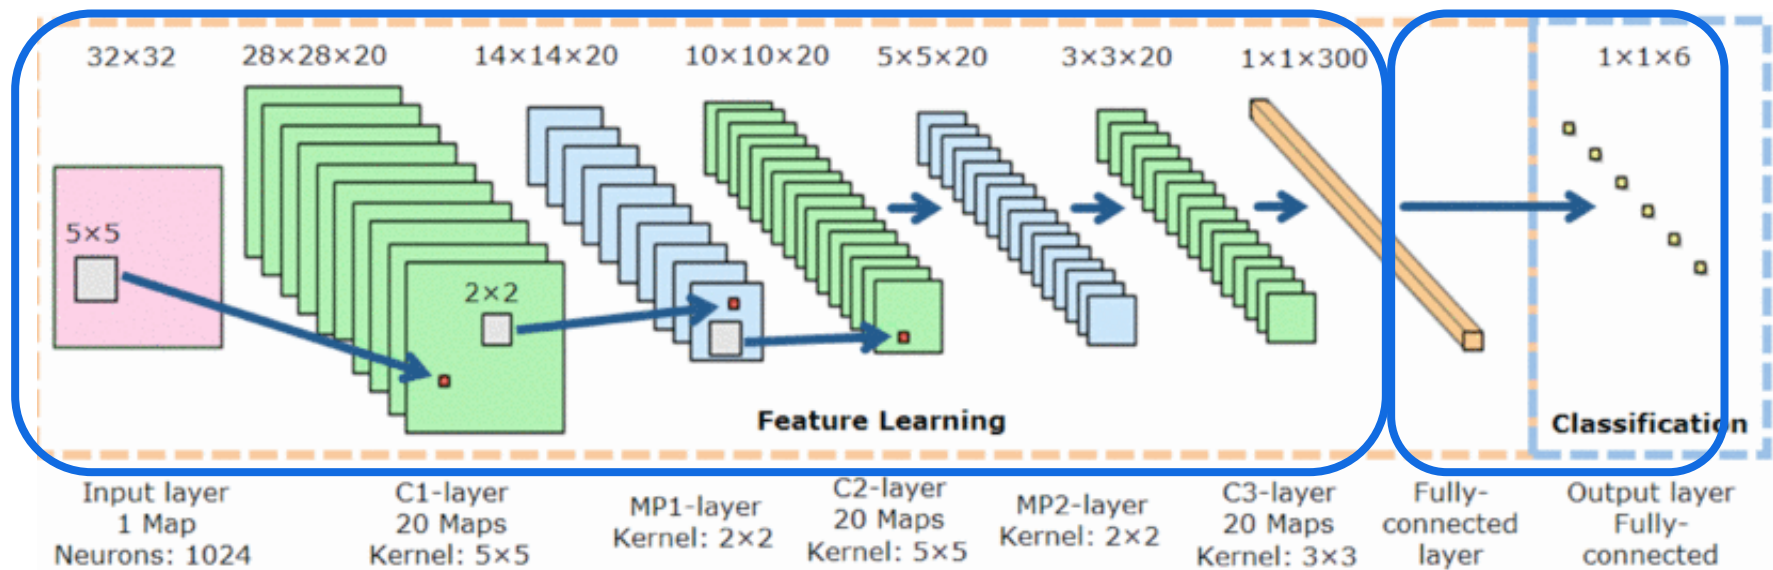 32×32
28×28×20
14×14×20
10×10×20
5×5×20
3×3×20
1×1×300
1×1×6
5×5
2×2
Feature Learning
Classification
Input layer
1 Map
Neurons: 1024
C1-layer
20 Maps
Kernel: 5×5
MP1-layer
Kernel: 2×2
C2-layer
20 Maps
Kernel: 5×5
MP2-layer
Kernel: 2×2
C3-layer
20 Maps
Kernel: 3×3
Fully-
connected
layer
Output layer
Fully-
connected